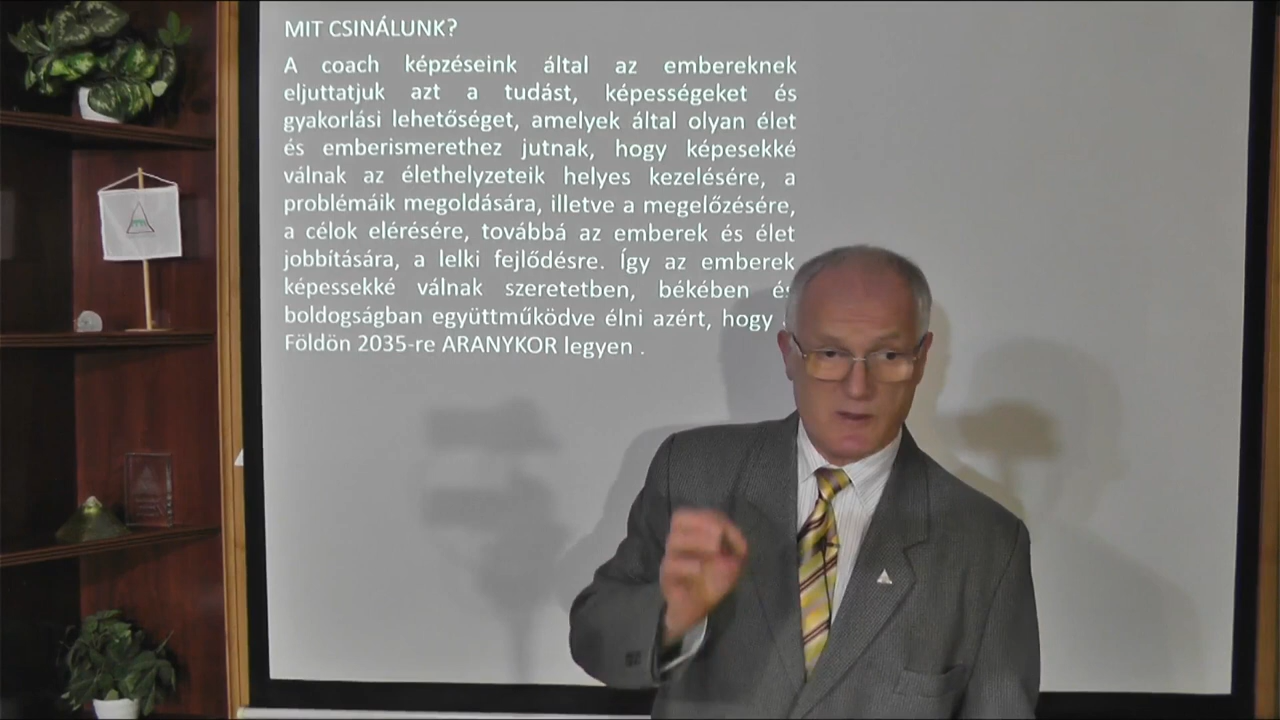 MIT CSINÁLUNK?
A coach képzéseink által az embereknek
eljuttatjuk azt a tudást, képességeket és
gyakorlási lehetőséget, amelyek által olyan élet
és emberismerethez jutnak, hogy képesekké
válnak az élethelyzeteik helyes kezelésére, a
problémáik megoldására, illetve a megelőzésére,
a célok elérésére, továbbá az emberek és élet
jobbítására, a lelki fejlődésre. Így az emberek
képessekké válnak szeretetben, békében és
boldogságban együttműködve élni azért, hogy
Földön 2035-re ARANYKOR legyen .